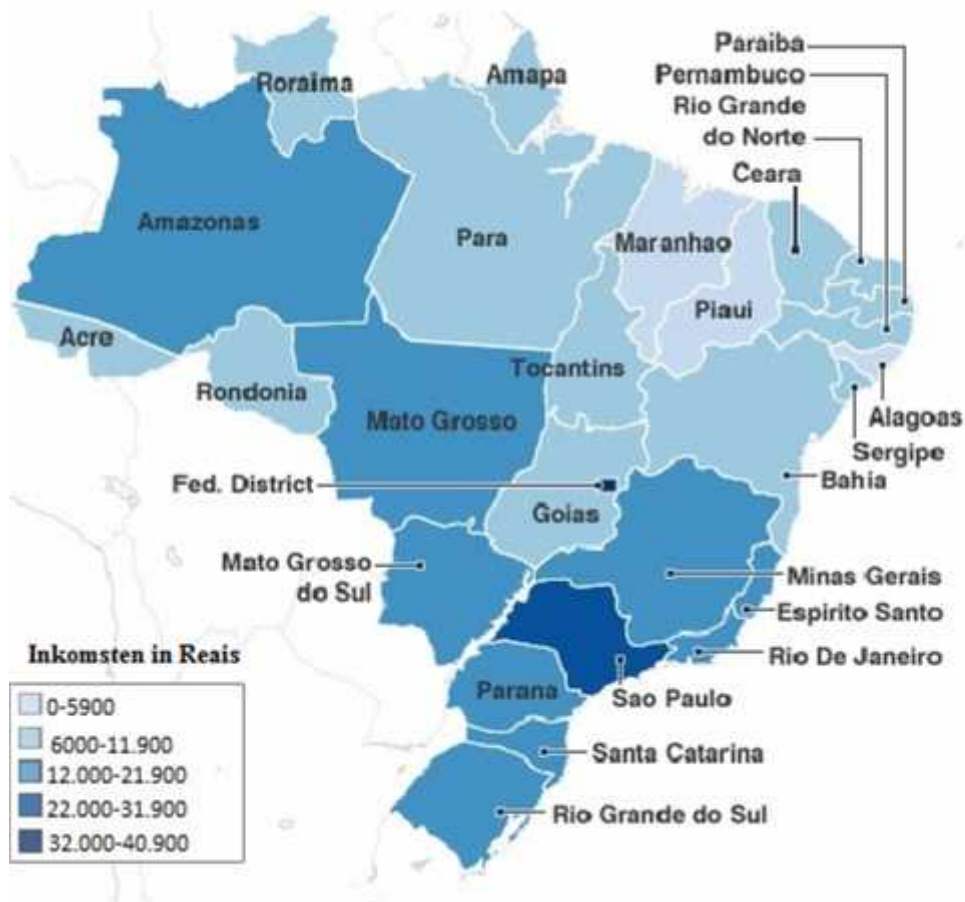 Paraiba
Pernambuco
Rio Grande
do Norte
Ceara
Roraima
Amapa
Amazonas
Para
Maranhao
Piaui
Acre
Rondonia
Tocantins
Mato Grosso
Alagoas
Sergipe
Bahia
Fed. District
Goias
Mato Grosso
do Sul
Minas Gerais
Espirito Santo
Rio De Janeiro
Parana
Sao Paulo
Santa Catarina
Rio Grande do Sul
Inkomsten in Reais
0-5900
6000-11.900
12.000-21.900
22.000-31.900
32.000-40.900